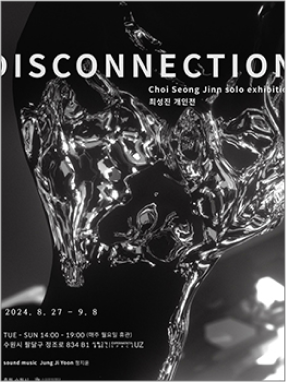 DISCONNECTION
Choi Seong Jinn solo exhibitio
최성진 개인전
2024. 8. 27 – 9. 8
TUE - SUN 14:00 - 19:00 (매주 월요일 휴관)
수원시 팔달구 정조로 834 B1 UZ
sound music Jung Ji Yoon 정지윤